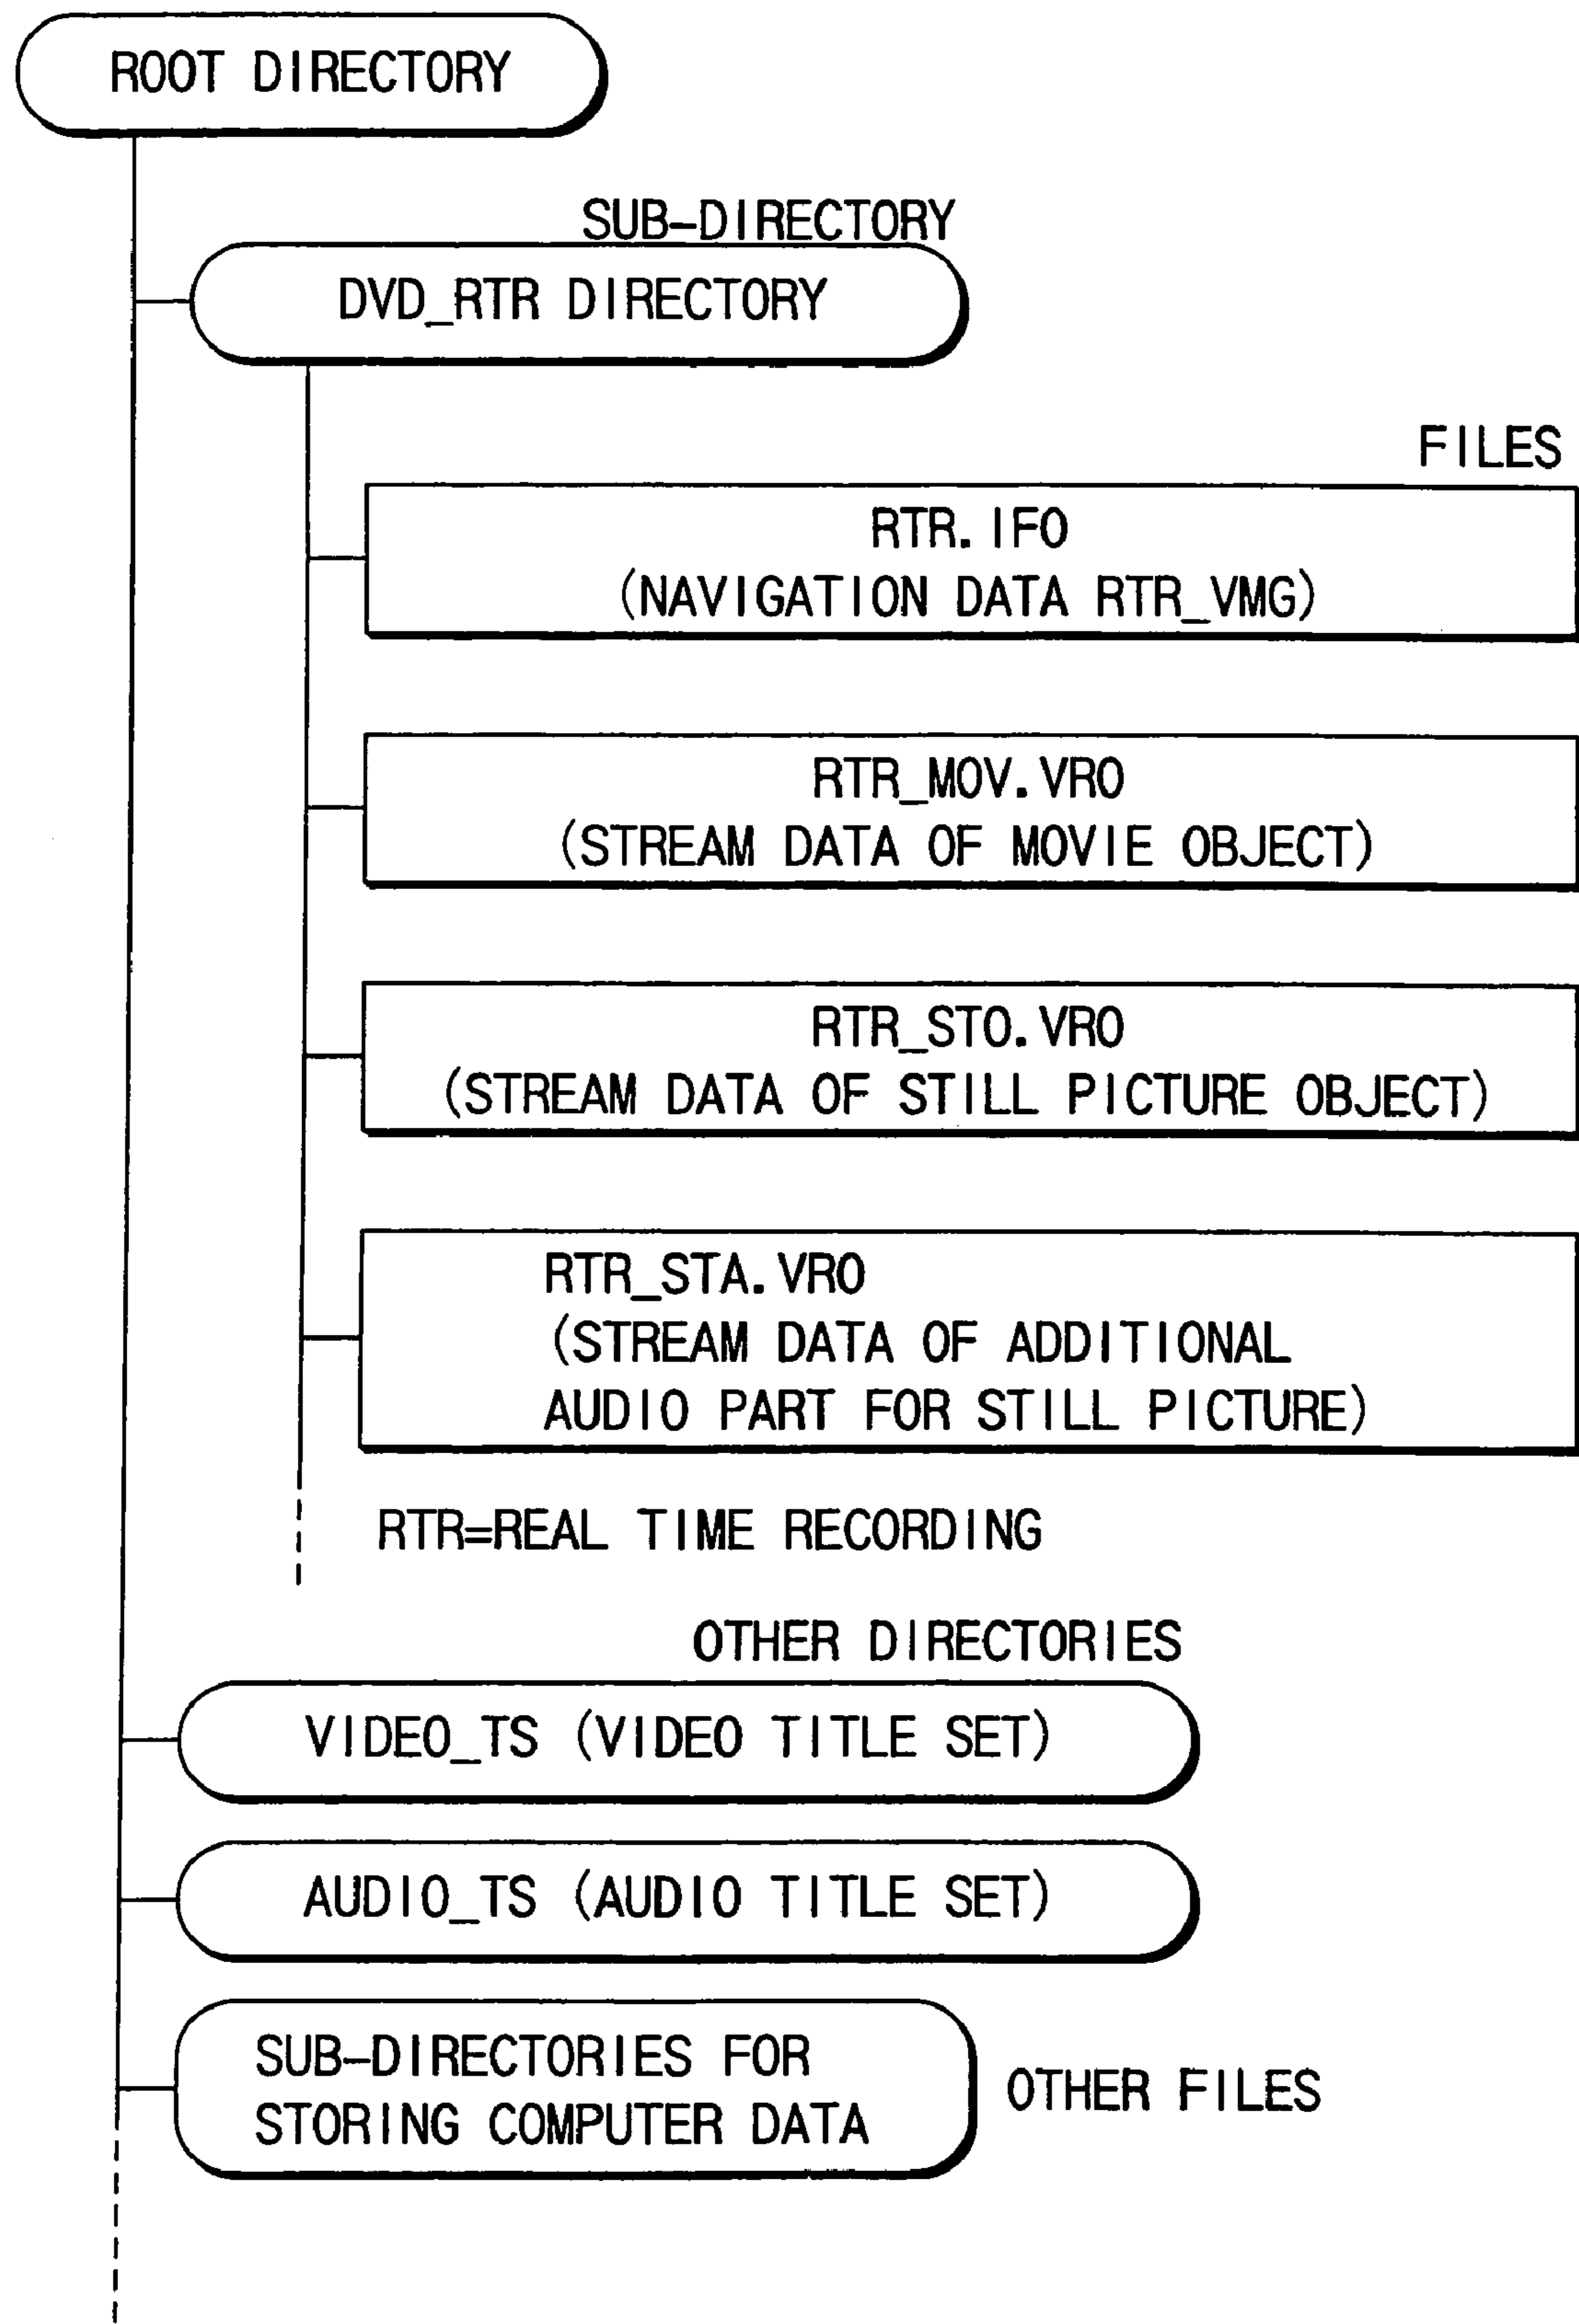 ROOT DIRECTORY
SUB-DIRECTORY
DVD_RTR DIRECTORY
FILES
RTR.IFO
(NAVIGATION DATA RTR_VMG)
RTR_MOV.VRO
(STREAM DATA OF MOVIE OBJECT)
RTR_STO.VRO
(STREAM DATA OF STILL PICTURE OBJECT)
RTR_STA.VRO
(STREAM DATA OF ADDITIONAL
AUDIO PART FOR STILL PICTURE)
RTR=REAL TIME RECORDING
OTHER DIRECTORIES
VIDEO_TS (VIDEO TITLE SET)
AUDIO_TS (AUDIO TITLE SET)
SUB-DIRECTORIES FOR
STORING COMPUTER DATA
OTHER FILES